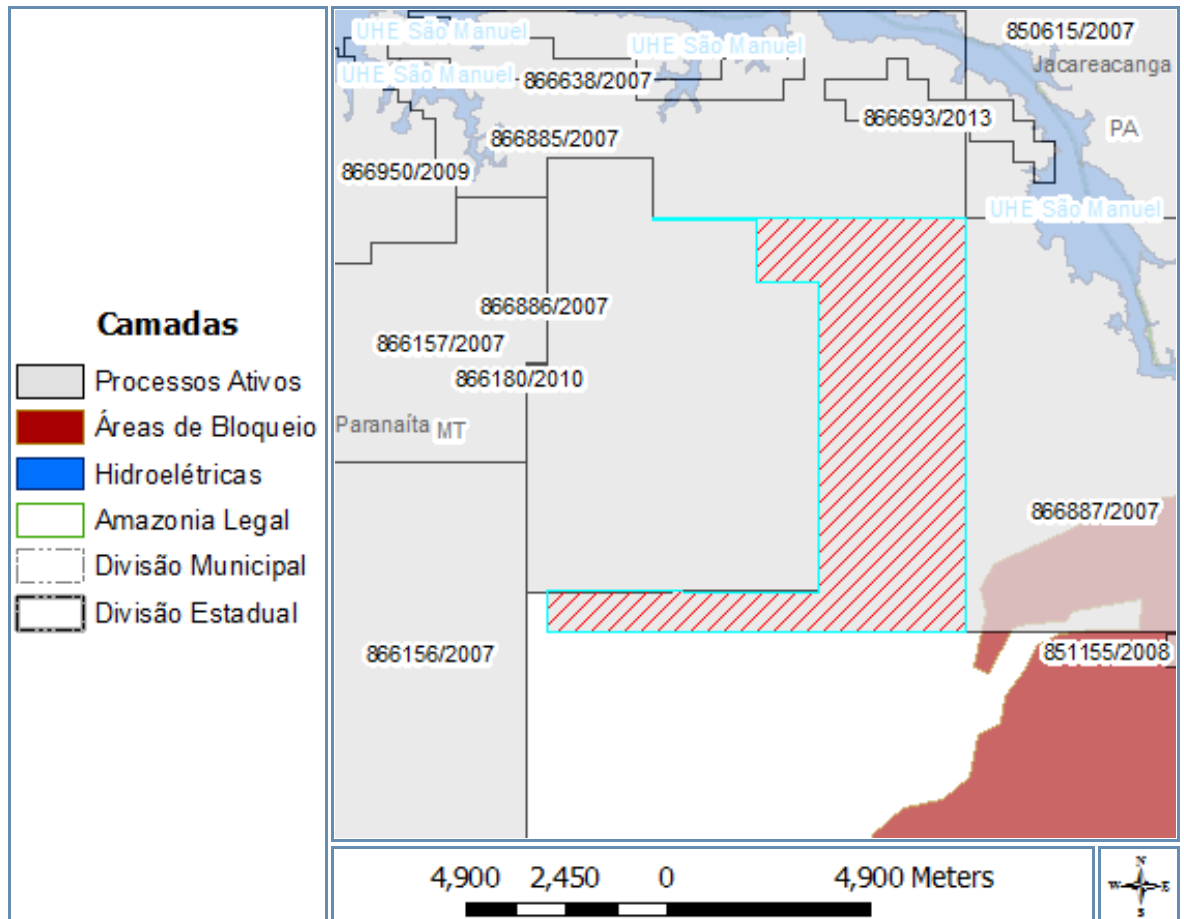 Camadas
Processos Ativos
Áreas de Bloqueio
Hidroelétricas
Amazonia Legal
Divisão Municipal
Divisão Estadual
UHE São Manuel
850615/2007
UHE São Manuel
Jacareacanga
UHE São Manuel
866638/2007
866693/2013
PA
866885/2007
866950/2009
UHE São Manuel
866886/2007
866157/2007
866180/2010
Paranaíta
MT
866887/2007
866156/2007
851155/2008
4,900 2,450 0 4,900 Meters
N
W E
S